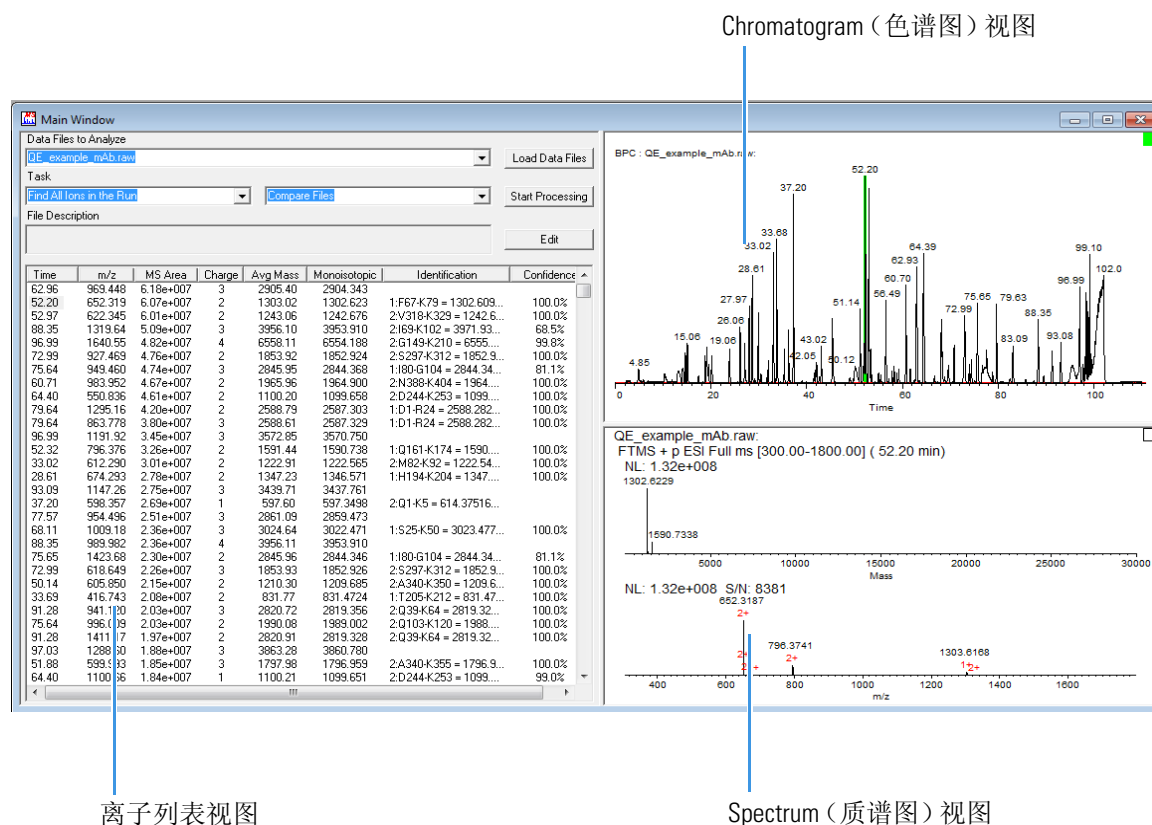 Chromatogram（色谱图）视图
Main Window
Data Files to Analyze
QE_example_mAb.raw
Load Data Files
Task
Find All Ions in the Run
Compare Files
Start Processing
File Description
Edit
Time m/z MS Area Charge Avg Mass Monoisotopic Identification Confidence
62.96 969.448 6.18e+007 3 2905.40 2904.343
52.20 652.319 6.07e+007 2 1303.02 1302.623 1:F67-K79 = 1302.609... 100.0%
52.97 622.345 6.01e+007 2 1243.06 1242.676 2:V318-K329 = 1242.6... 100.0%
88.35 1319.64 5.09e+007 3 3956.10 3953.910 2:I69-K102 = 3971.93... 68.5%
96.99 1640.55 4.82e+007 4 6558.11 6554.188 2:G149-K210 = 6555.... 99.8%
72.99 927.469 4.76e+007 2 1853.92 1852.924 2:S297-K312 = 1852.9... 100.0%
75.64 949.460 4.74e+007 3 2845.95 2844.368 1:I80-G104 = 2844.34... 81.1%
60.71 983.952 4.67e+007 2 1965.96 1964.900 2:N388-K404 = 1964.... 100.0%
64.40 550.836 4.61e+007 2 1100.20 1099.658 2:D244-K253 = 1099.... 100.0%
79.64 1295.16 4.20e+007 2 2588.79 2587.303 1:D1-R24 = 2588.282... 100.0%
79.64 863.778 3.80e+007 3 2588.61 2587.329 1:D1-R24 = 2588.282... 100.0%
96.99 1191.92 3.45e+007 3 3572.85 3570.750
52.32 796.376 3.26e+007 2 1591.44 1590.738 1:Q161-K174 = 1590.... 100.0%
33.02 612.290 3.01e+007 2 1222.91 1222.565 2:M82-K92 = 1222.54... 100.0%
28.61 674.293 2.78e+007 2 1347.23 1346.571 1:H194-K204 = 1347.... 100.0%
93.09 1147.26 2.75e+007 3 3439.71 3437.761
37.20 598.357 2.69e+007 1 597.60 597.3498 2:Q1-K5 = 614.37516...
77.57 954.496 2.51e+007 3 2861.09 2859.473
68.11 1009.18 2.36e+007 3 3024.64 3022.471 1:S25-K50 = 3023.477... 100.0%
88.35 989.982 2.36e+007 4 3956.11 3953.910
75.65 1423.68 2.30e+007 2 2845.96 2844.346 1:I80-G104 = 2844.34... 81.1%
72.99 618.649 2.26e+007 3 1853.93 1852.926 2:S297-K312 = 1852.9... 100.0%
50.14 605.850 2.15e+007 2 1210.30 1209.685 2:A340-K350 = 1209.6... 100.0%
33.69 416.743 2.08e+007 2 831.77 831.4724 1:T205-K212 = 831.47... 100.0%
91.28 2.03e+007 3 2820.72 2819.356 2:Q39-K64 = 2819.32... 100.0%
75.64 2.00e+007 2 1990.08 1989.002 2:Q103-K120 = 1988.... 100.0%
91.28 1.97e+007 2 2820.91 2819.328 2:Q39-K64 = 2819.32... 100.0%
97.03 1.88e+007 3 3863.28 3860.780
51.88 1.85e+007 3 1797.98 1796.959 2:A340-K355 = 1796.9... 100.0%
64.40 1.84e+007 1 1100.21 1099.651 2:D244-K253 = 1099.... 99.0%
BPC : QE_example_mAb.raw:
52.20
37.20
33.68
33.02
64.39
62.93
99.10
28.61
60.70
96.99
102.0
27.97
51.14
56.49
75.65
79.63
26.06
72.99
88.35
15.06
19.06
43.02
42.05
50.12
83.09
93.08
4.85
0 20 40 60 80 100
Time
QE_example_mAb.raw:
FTMS + p ESI Full ms [300.00-1800.00] ( 52.20 min)
NL: 1.32e+008
1302.6229
1590.7338
5000 10000 15000 20000 25000 30000
Mass
NL: 1.32e+008 S/N: 8381
652.3187
2+
796.3741
2+
1303.6168
1+
2+
400 600 800 1000 1200 1400 1600
m/z
离子列表视图
Spectrum（质谱图）视图